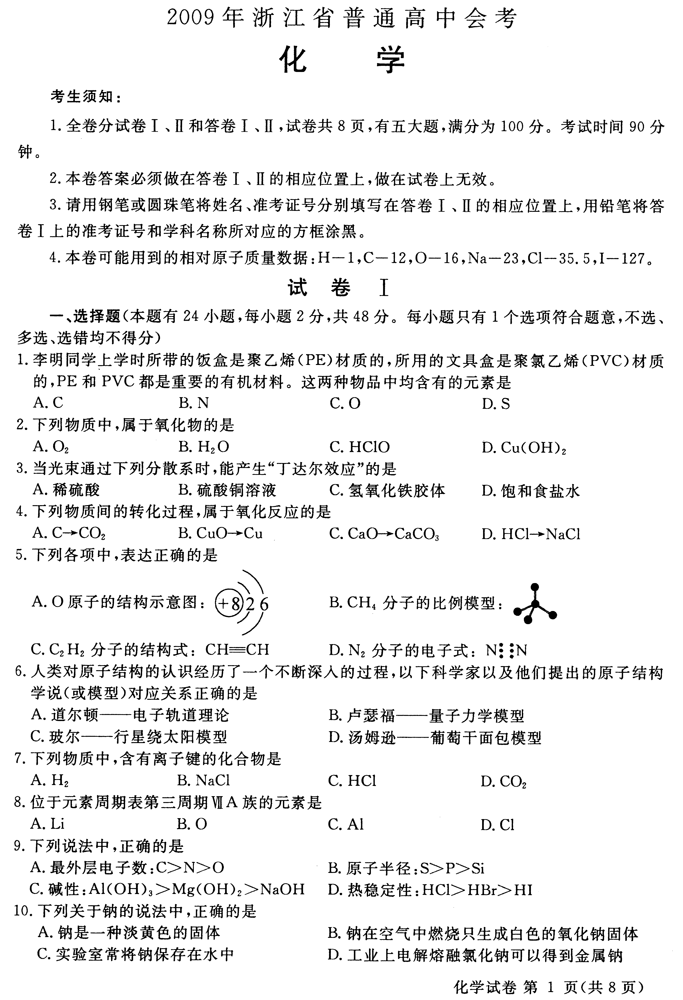 2009年浙江省普通高中会考
化 学
考生须知:
1. 全卷分试卷Ⅰ、Ⅱ和答卷Ⅰ、Ⅱ,试卷共8页,有五大题,满分为100分。考试时间90分
钟。
2. 本卷答案必须做在答卷Ⅰ、Ⅱ的相应位置上,做在试卷上无效。
3. 请用钢笔或圆珠笔将姓名、准考证号分别填写在答卷Ⅰ、Ⅱ的相应位置上,用铅笔将答
卷Ⅰ上的准考证号和学科名称所对应的方框涂黑。
4. 本卷可能用到的相对原子质量数据:H—1,C—12,O—16,Na—23,Cl—35.5,I—127。
试 卷 Ⅰ
一、选择题(本题有24小题,每小题2分,共48分。每小题只有1个选项符合题意,不选、
多选、选错均不得分)
1. 李明同学上学时所带的饭盒是聚乙烯(PE)材质的,所用的文具盒是聚氯乙烯(PVC)材质
的,PE和PVC都是重要的有机材料。这两种物品中均含有的元素是
A. C B. N C. O D. S
2. 下列物质中,属于氧化物的是
A. O₂ B. H₂O C. HClO D. Cu(OH)₂
3. 当光束通过下列分散系时,能产生“丁达尔效应”的是
A. 稀硫酸 B. 硫酸铜溶液 C. 氢氧化铁胶体 D. 饱和食盐水
4. 下列物质间的转化过程,属于氧化反应的是
A. C→CO₂ B. CuO→Cu C. CaO→CaCO₃ D. HCl→NaCl
5. 下列各项中,表达正确的是
A. O原子的结构示意图: +8 2 6 B. CH₄ 分子的比例模型:
C. C₂H₂ 分子的结构式: CH≡CH D. N₂ 分子的电子式: N⋮⋮N
6. 人类对原子结构的认识经历了一个不断深入的过程,以下科学家以及他们提出的原子结构
学说(或模型)对应关系正确的是
A. 道尔顿——电子轨道理论 B. 卢瑟福——量子力学模型
C. 玻尔——行星绕太阳模型 D. 汤姆逊——葡萄干面包模型
7. 下列物质中,含有离子键的化合物是
A. H₂ B. NaCl C. HCl D. CO₂
8. 位于元素周期表第三周期ⅦA族的元素是
A. Li B. O C. Al D. Cl
9. 下列说法中,正确的是
A. 最外层电子数:C>N>O B. 原子半径:S>P>Si
C. 碱性:Al(OH)₃>Mg(OH)₂>NaOH D. 热稳定性:HCl>HBr>HI
10. 下列关于钠的说法中,正确的是
A. 钠是一种淡黄色的固体 B. 钠在空气中燃烧只生成白色的氧化钠固体
C. 实验室常将钠保存在水中 D. 工业上电解熔融氯化钠可以得到金属钠
化学试卷 第 1 页(共8页)